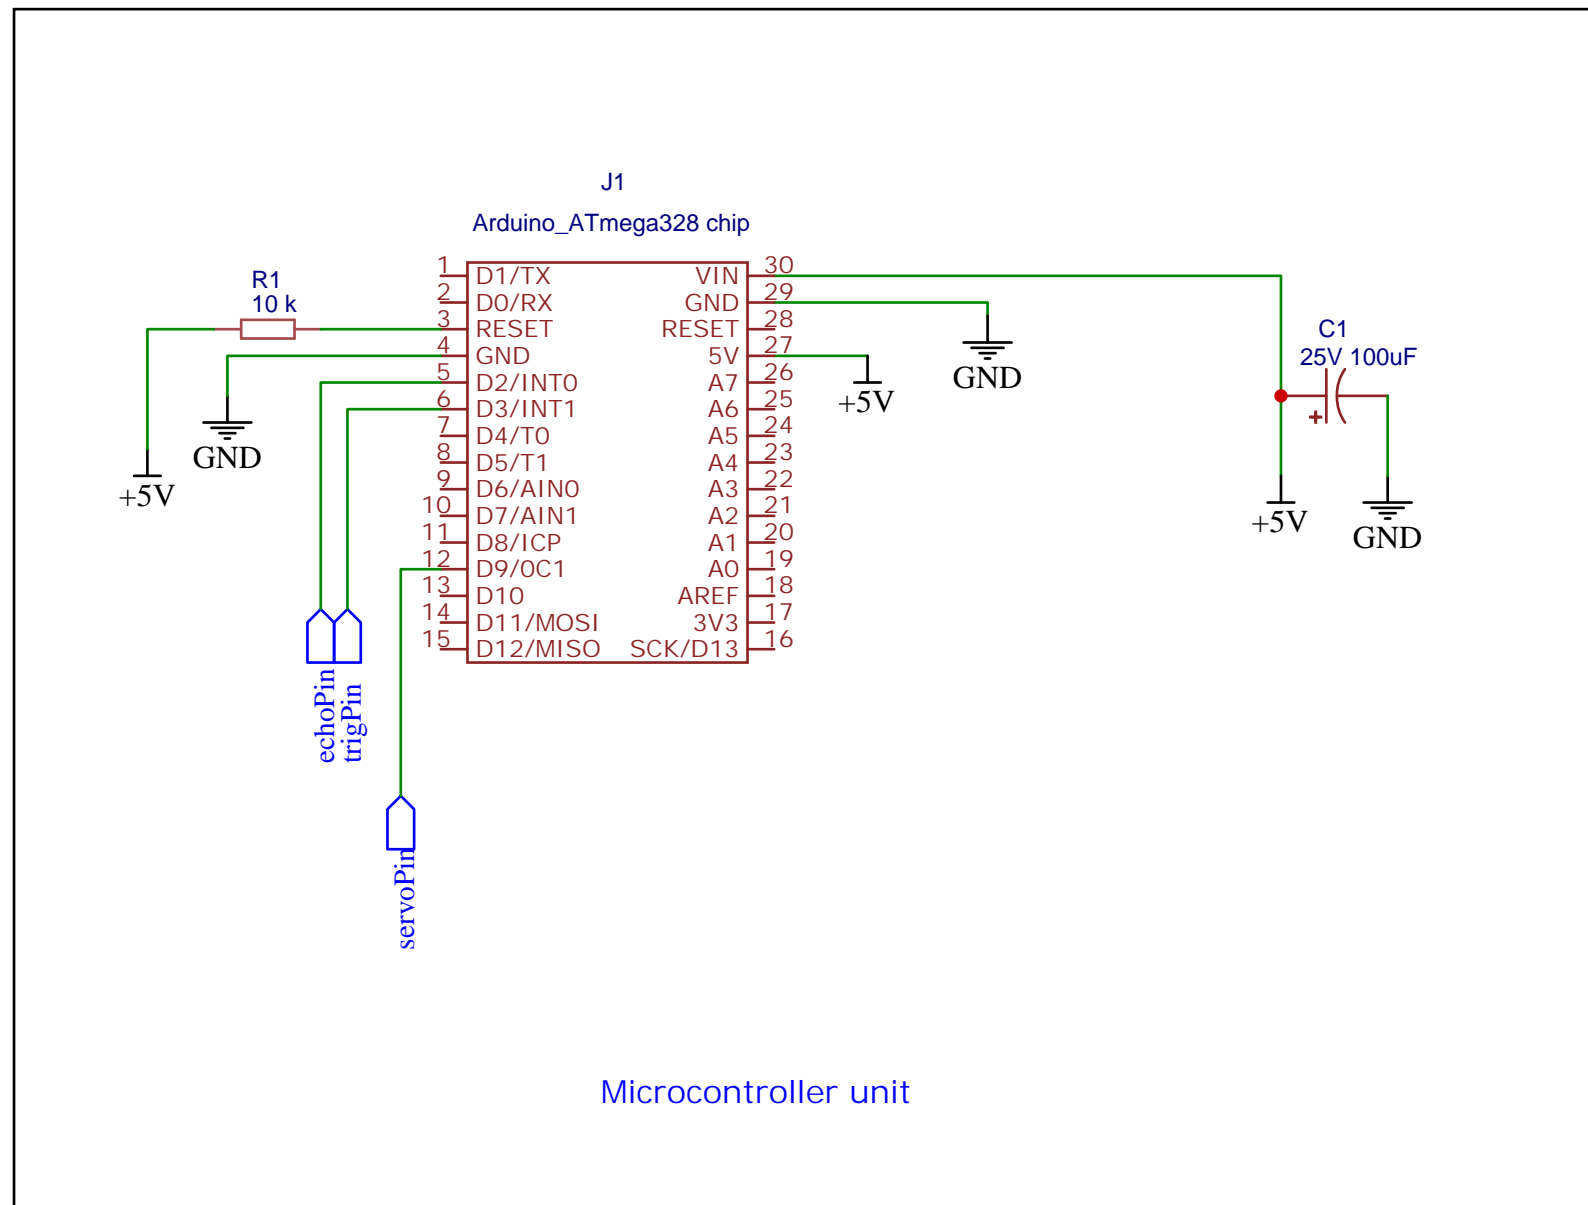 J1
Arduino_ATmega328 chip
R1
10 k
1
2
3
4
5
6
7
8
9
10
11
12
13
14
15
D1/TX
D0/RX
RESET
GND
D2/INT0
D3/INT1
D4/T0
D5/T1
D6/AIN0
D7/AIN1
D8/ICP
D9/0C1
D10
D11/MOSI
D12/MISO
VIN
GND
RESET
5V
A7
A6
A5
A4
A3
A2
A1
A0
AREF
3V3
SCK/D13
30
29
28
27
26
25
24
23
22
21
20
19
18
17
16
+5V
GND
+5V
GND
C1
25V 100uF
+
+5V
GND
echoPin
trigPin
servoPin
Microcontroller unit